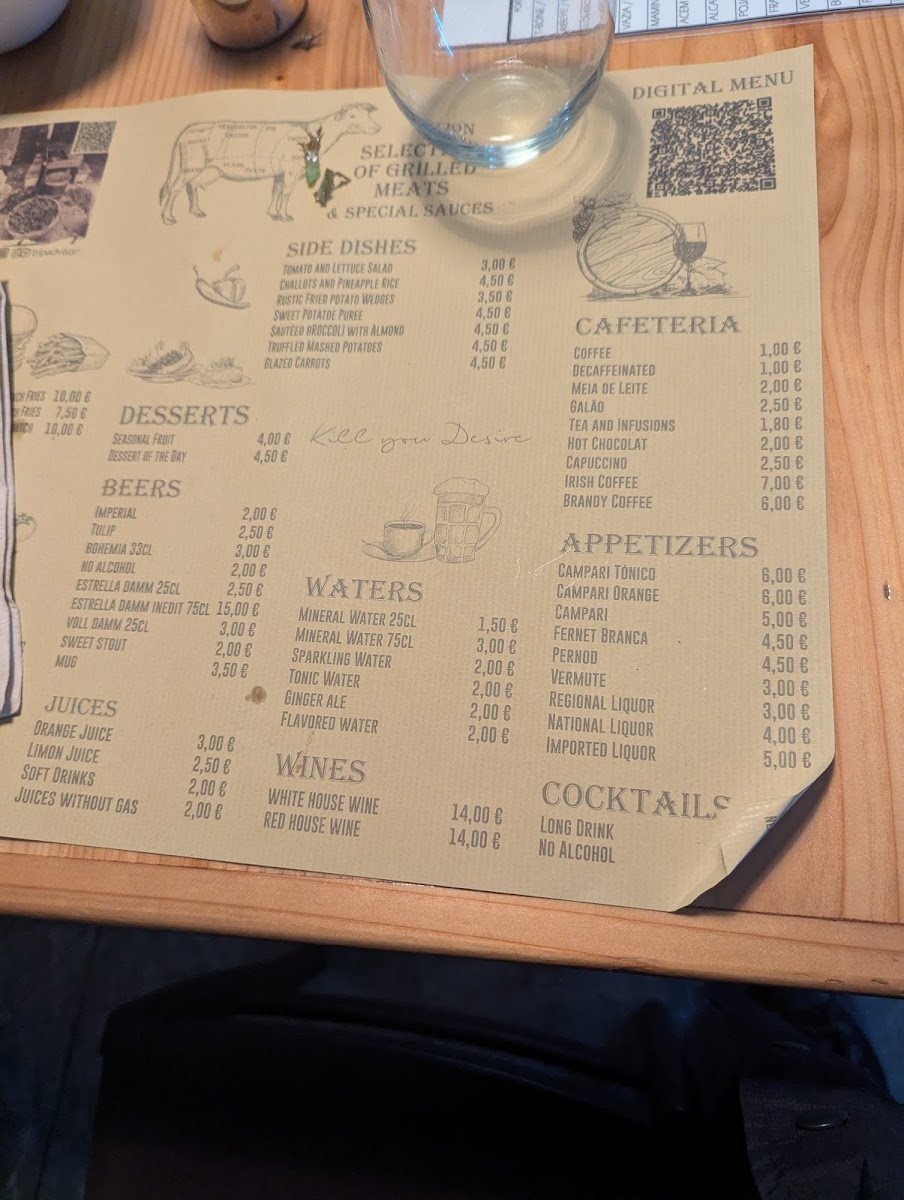 DIGITAL MENU
OF GRILLED
MEATS
& SPECIAL SAUCES
tripadvisor
SIDE DISHES
TOMATO AND LETTUCE SALAD 3,00 €
CHALLOTS AND PINEAPPLE RICE 4,50 €
RUSTIC FRIED POTATO WEDGES 3,50 €
SWEET POTATOE PUREE 4,50 €
SAUTEED BROCCOLI WITH ALMOND 4,50 €
TRUFFLED MASHED POTATOES 4,50 €
GLAZED CARROTS 4,50 €
FRIES 10,00 €
FRIES 7,50 €
10,00 €
DESSERTS
SEASONAL FRUIT 4,00 €
DESSERT OF THE DAY 4,50 €
Kill your Desire
BEERS
IMPERIAL 2,00 €
TULIP 2,50 €
BOHEMIA 33CL 3,00 €
NO ALCOHOL 2,00 €
ESTRELLA DAMM 25CL 2,50 €
ESTRELLA DAMM INEDIT 75CL 15,00 €
VOLL DAMM 25CL 3,00 €
SWEET STOUT 2,00 €
MUG 3,50 €
JUICES
ORANGE JUICE 3,00 €
LIMON JUICE 2,50 €
SOFT DRINKS 2,00 €
JUICES WITHOUT GAS 2,00 €
WATERS
MINERAL WATER 25CL 1,50 €
MINERAL WATER 75CL 3,00 €
SPARKLING WATER 2,00 €
TONIC WATER 2,00 €
GINGER ALE 2,00 €
FLAVORED WATER 2,00 €
WINES
WHITE HOUSE WINE 14,00 €
RED HOUSE WINE 14,00 €
CAFETERIA
COFFEE 1,00 €
DECAFFEINATED 1,00 €
MEIA DE LEITE 2,00 €
GALÃO 2,50 €
TEA AND INFUSIONS 1,80 €
HOT CHOCOLAT 2,00 €
CAPUCCINO 2,50 €
IRISH COFFEE 7,00 €
BRANDY COFFEE 6,00 €
APPETIZERS
CAMPARI TÓNICO 6,00 €
CAMPARI ORANGE 6,00 €
CAMPARI 5,00 €
FERNET BRANCA 4,50 €
PERNOD 4,50 €
VERMUTE 3,00 €
REGIONAL LIQUOR 3,00 €
NATIONAL LIQUOR 4,00 €
IMPORTED LIQUOR 5,00 €
COCKTAILS
LONG DRINK
NO ALCOHOL